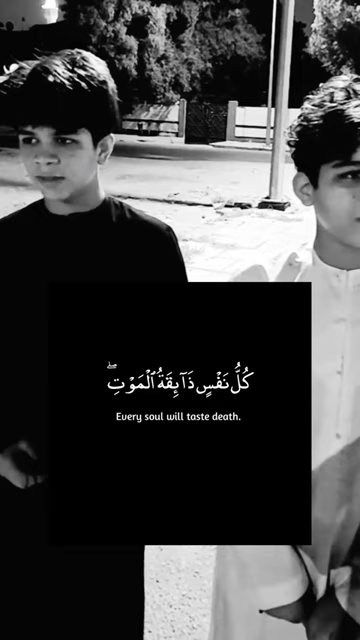 كُلُّ نَفْسٍ ذَآئِقَةُ ٱلْمَوْتِ ۖ
Every soul will taste death.